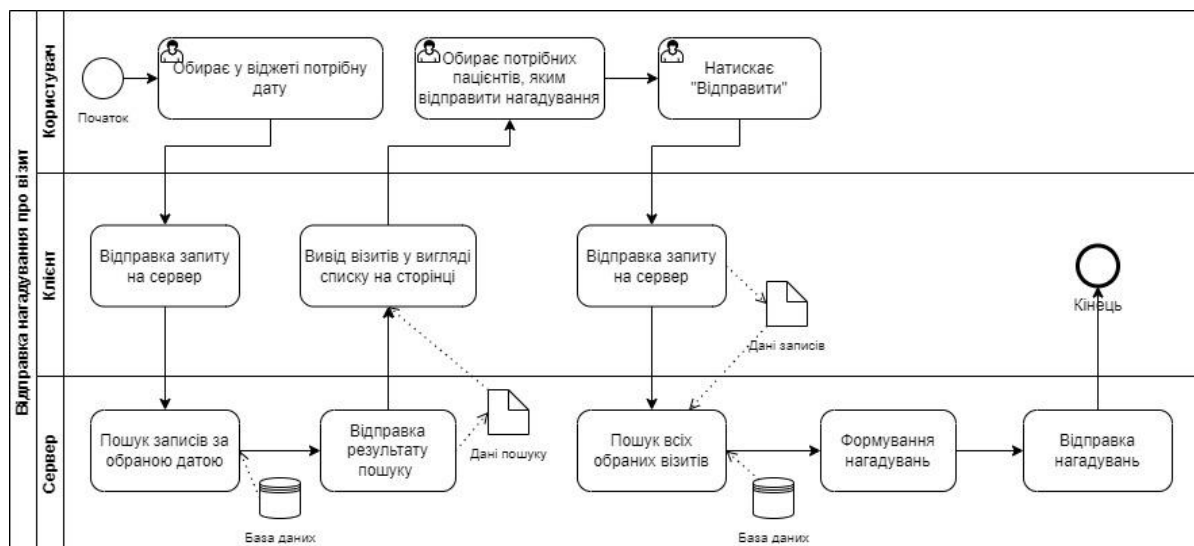 Відправка нагадування про візит
Користувач
Початок
Обирає у віджеті потрібну
дату
Обирає потрібних
пацієнтів, яким
відправити нагадування
Натискає
"Відправити"
Клієнт
Відправка запиту
на сервер
Вивід візитів у вигляді
списку на сторінці
Відправка запиту
на сервер
Дані записів
Кінець
Сервер
Пошук записів за
обраною датою
База даних
Відправка
результату
пошуку
Дані пошуку
Пошук всіх
обраних візитів
База даних
Формування
нагадувань
Відправка
нагадувань